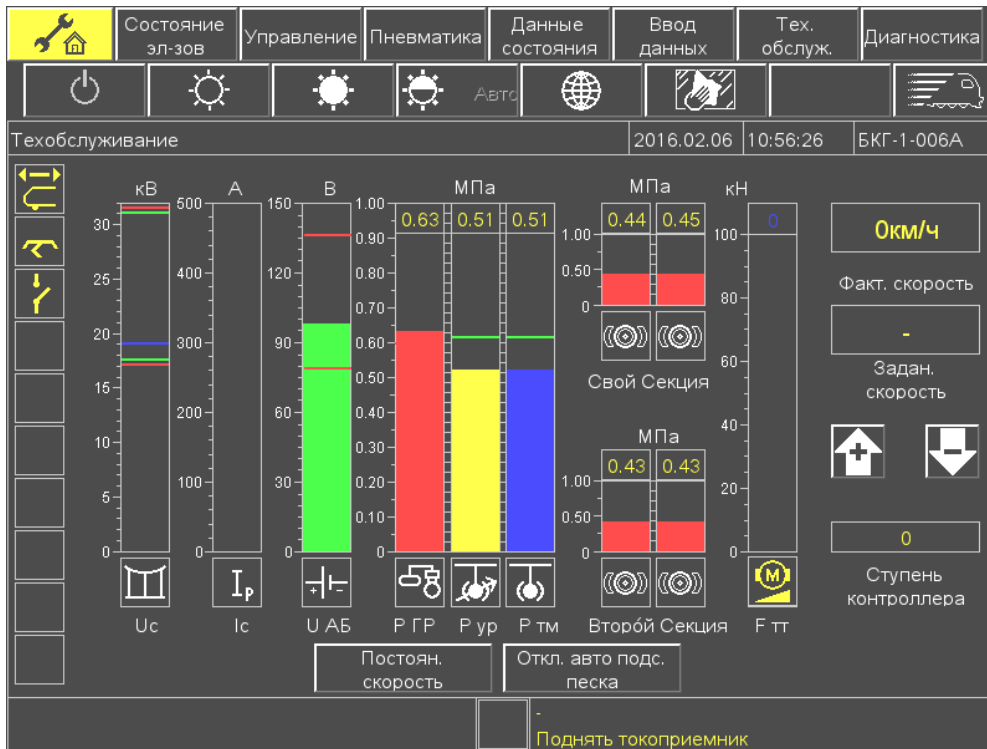 Состояние эл-зов
Управление
Пневматика
Данные состояния
Ввод данных
Тех. обслуж.
Диагностика
Авто
Техобслуживание
2016.02.06
10:56:26
БКГ-1-006А
кВ
А
В
МПа
МПа
кН
30
25
20
15
10
5
0
500
400
300
200
100
0
150
120
90
60
30
0
1.00
0.90
0.80
0.70
0.60
0.50
0.40
0.30
0.20
0.10
0
0.63
0.51
0.51
0.44
0.45
1.00
0.50
0
Свой Секция
МПа
0.43
0.43
1.00
0.50
0
0
100
80
60
40
20
0
0км/ч
Факт. скорость
-
Задан.
скорость
+
-
0
Ступень
контроллера
Iр
+ -
М
Uc
Ic
U АБ
Р ГР
Р ур
Р тм
Вторóй Секция
F тт
Постоян.
скорость
Откл. авто подс.
песка
-
Поднять токоприемник